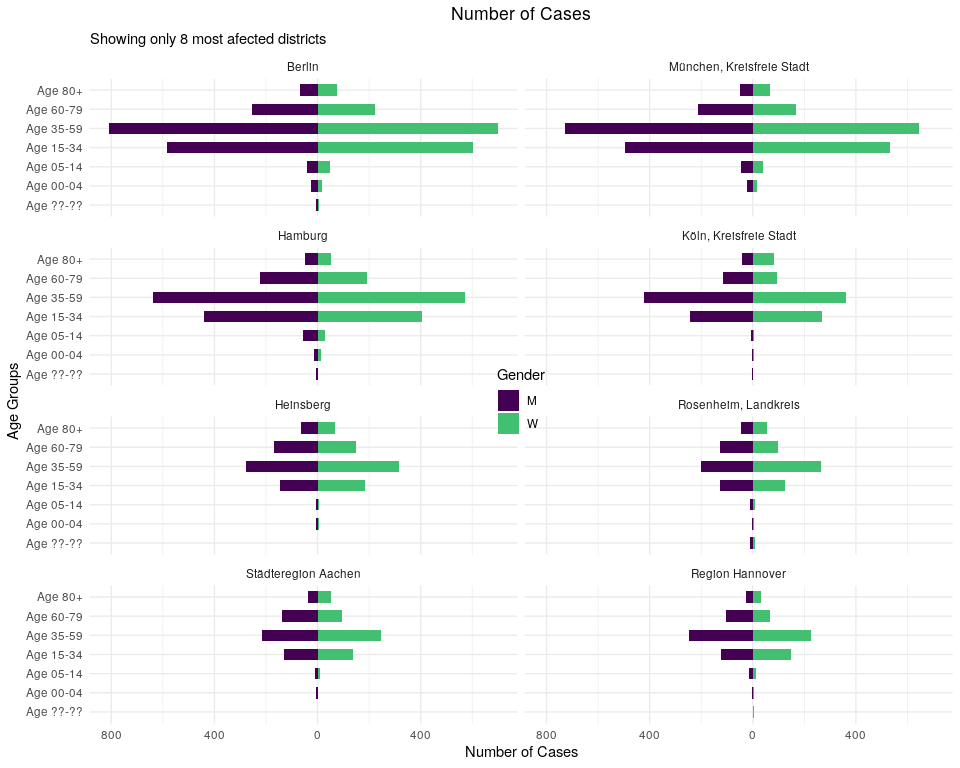 Number of Cases
Showing only 8 most afected districts
Berlin
München, Kreisfreie Stadt
Age 80+
Age 60-79
Age 35-59
Age 15-34
Age 05-14
Age 00-04
Age ??-??
Hamburg
Köln, Kreisfreie Stadt
Age 80+
Age 60-79
Age 35-59
Age 15-34
Age 05-14
Age 00-04
Age ??-??
Age Groups
Gender
M
W
Heinsberg
Rosenheim, Landkreis
Age 80+
Age 60-79
Age 35-59
Age 15-34
Age 05-14
Age 00-04
Age ??-??
Städteregion Aachen
Region Hannover
Age 80+
Age 60-79
Age 35-59
Age 15-34
Age 05-14
Age 00-04
Age ??-??
800 400 0 400 800 400 0 400
Number of Cases